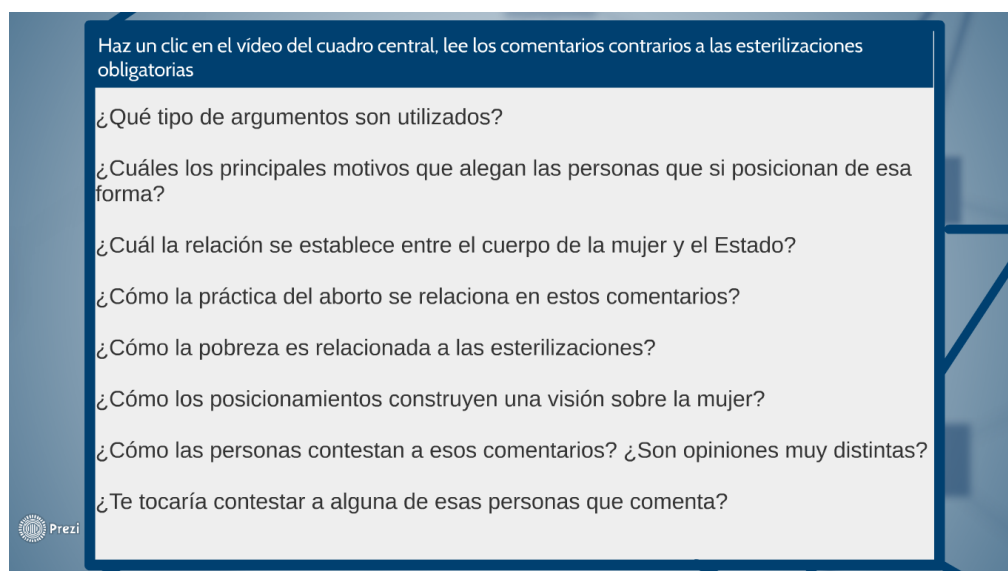 Haz un clic en el vídeo del cuadro central, lee los comentarios contrarios a las esterilizaciones
obligatorias
¿Qué tipo de argumentos son utilizados?
¿Cuáles los principales motivos que alegan las personas que si posicionan de esa
forma?
¿Cuál la relación se establece entre el cuerpo de la mujer y el Estado?
¿Cómo la práctica del aborto se relaciona en estos comentarios?
¿Cómo la pobreza es relacionada a las esterilizaciones?
¿Cómo los posicionamientos construyen una visión sobre la mujer?
¿Cómo las personas contestan a esos comentarios? ¿Son opiniones muy distintas?
¿Te tocaría contestar a alguna de esas personas que comenta?
Prezi